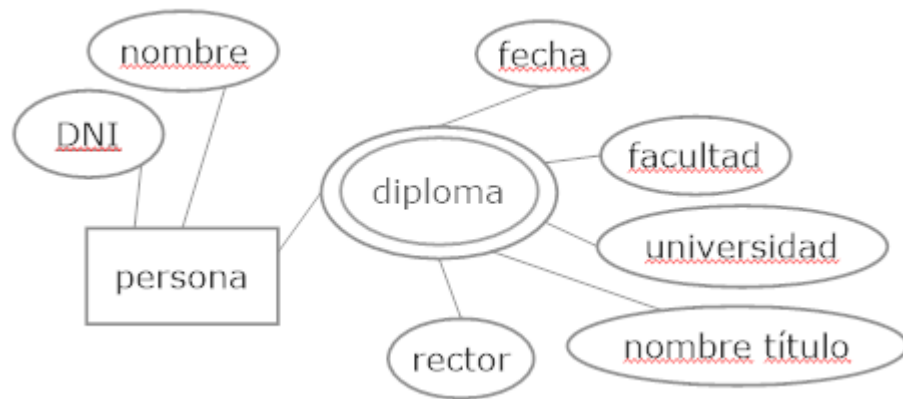 nombre
fecha
DNI
facultad
diploma
universidad
persona
nombre título
rector